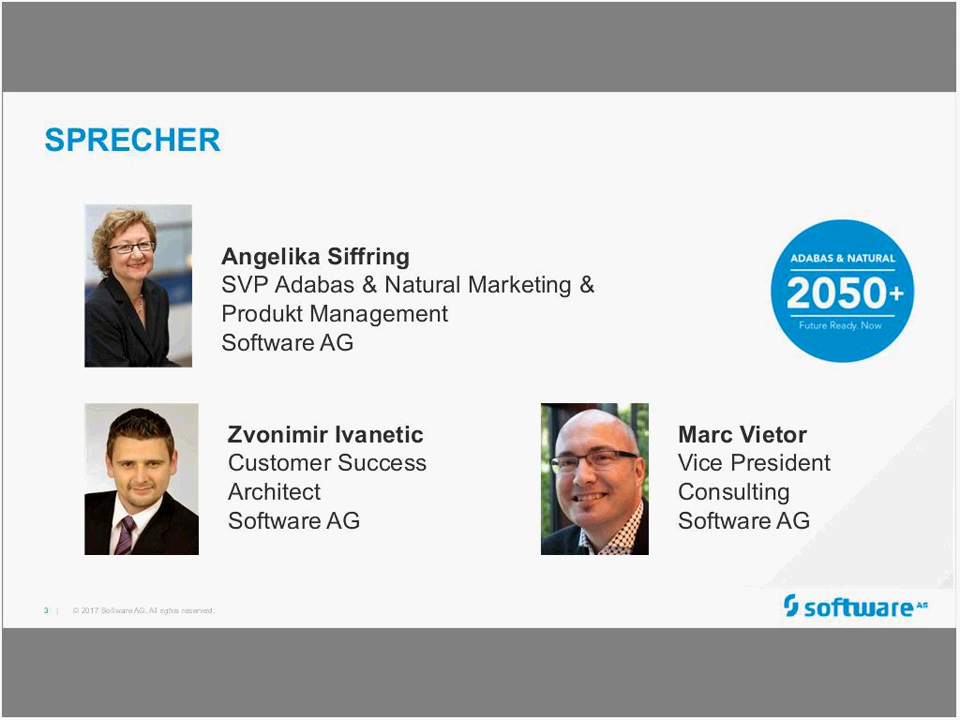 SPRECHER
Angelika Siffring
SVP Adabas & Natural Marketing &
Produkt Management
Software AG
ADABAS & NATURAL
2050+
Future Ready. Now
Zvonimir Ivanetic
Customer Success
Architect
Software AG
Marc Vietor
Vice President
Consulting
Software AG
3 | © 2017 Software AG. All rights reserved.
software AG